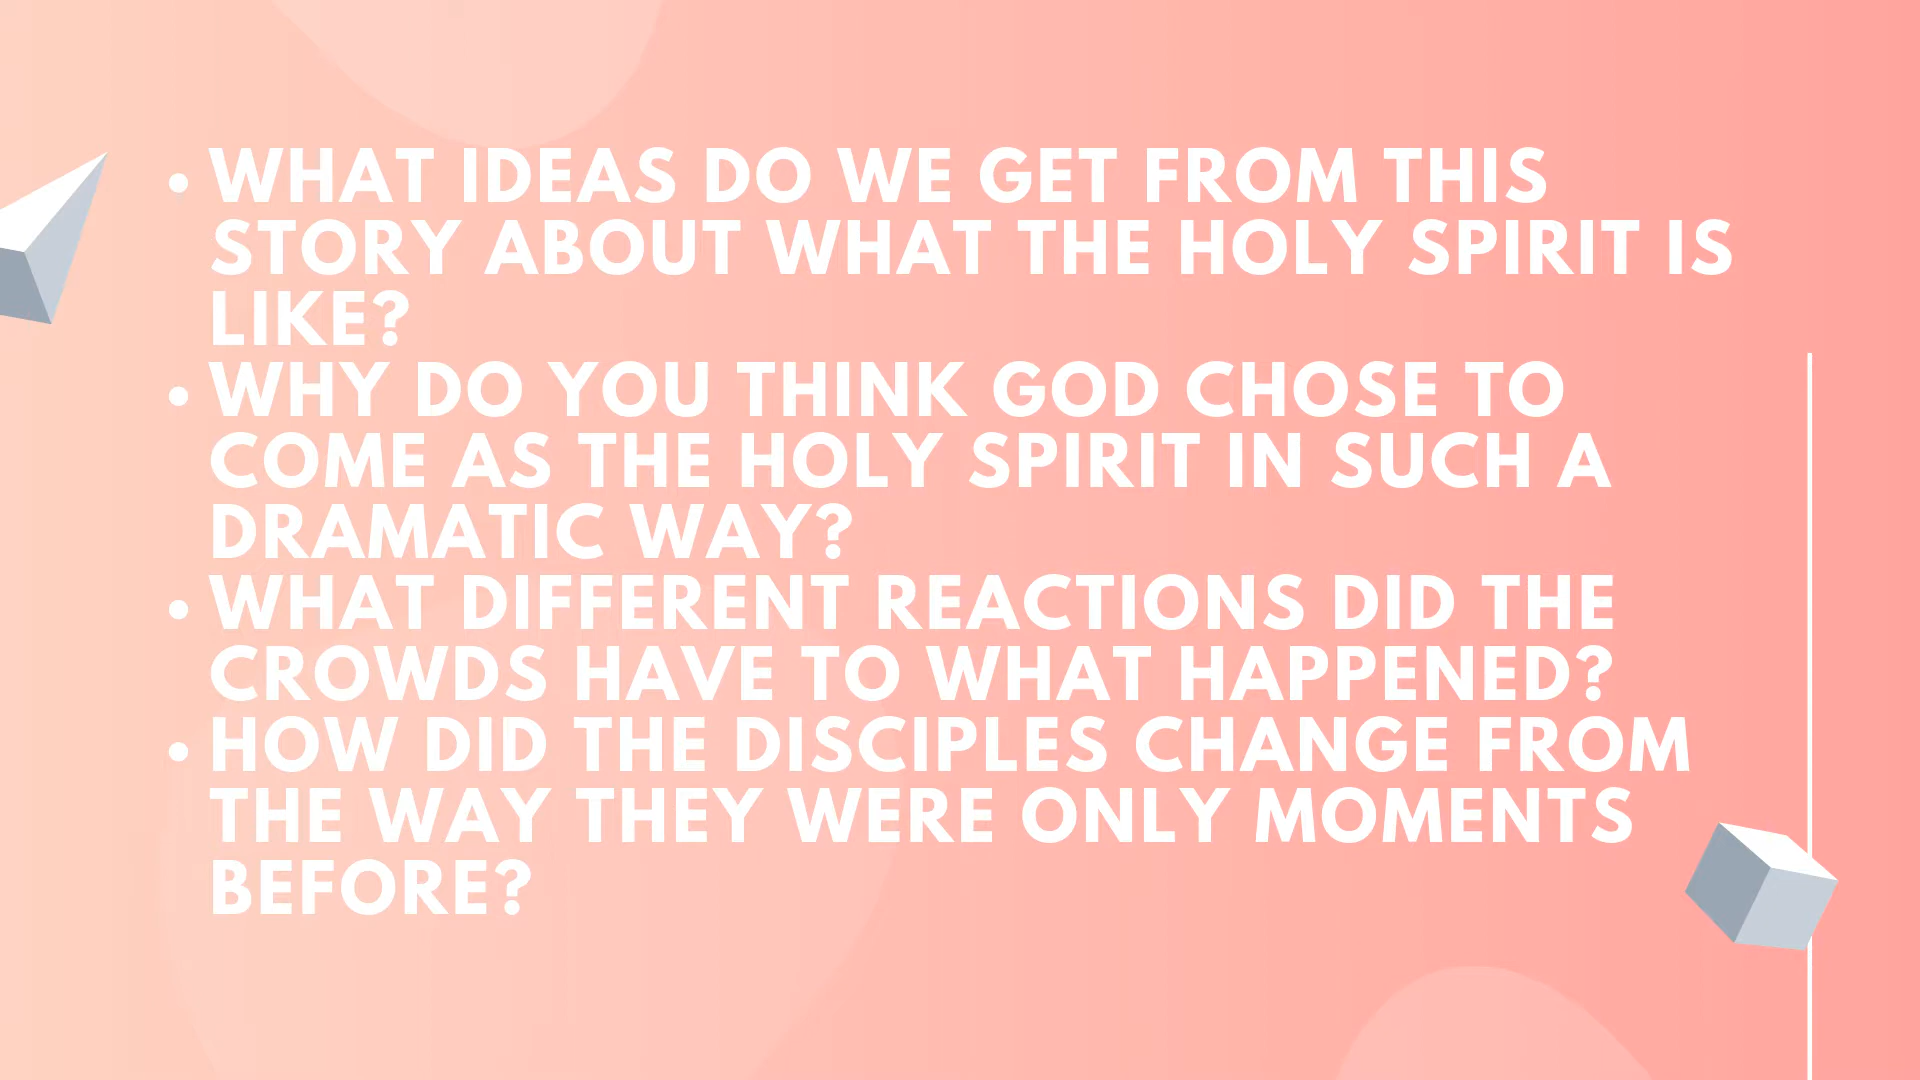 • WHAT IDEAS DO WE GET FROM THIS
STORY ABOUT WHAT THE HOLY SPIRIT IS
LIKE?
• WHY DO YOU THINK GOD CHOSE TO
COME AS THE HOLY SPIRIT IN SUCH A
DRAMATIC WAY?
• WHAT DIFFERENT REACTIONS DID THE
CROWDS HAVE TO WHAT HAPPENED?
• HOW DID THE DISCIPLES CHANGE FROM
THE WAY THEY WERE ONLY MOMENTS
BEFORE?